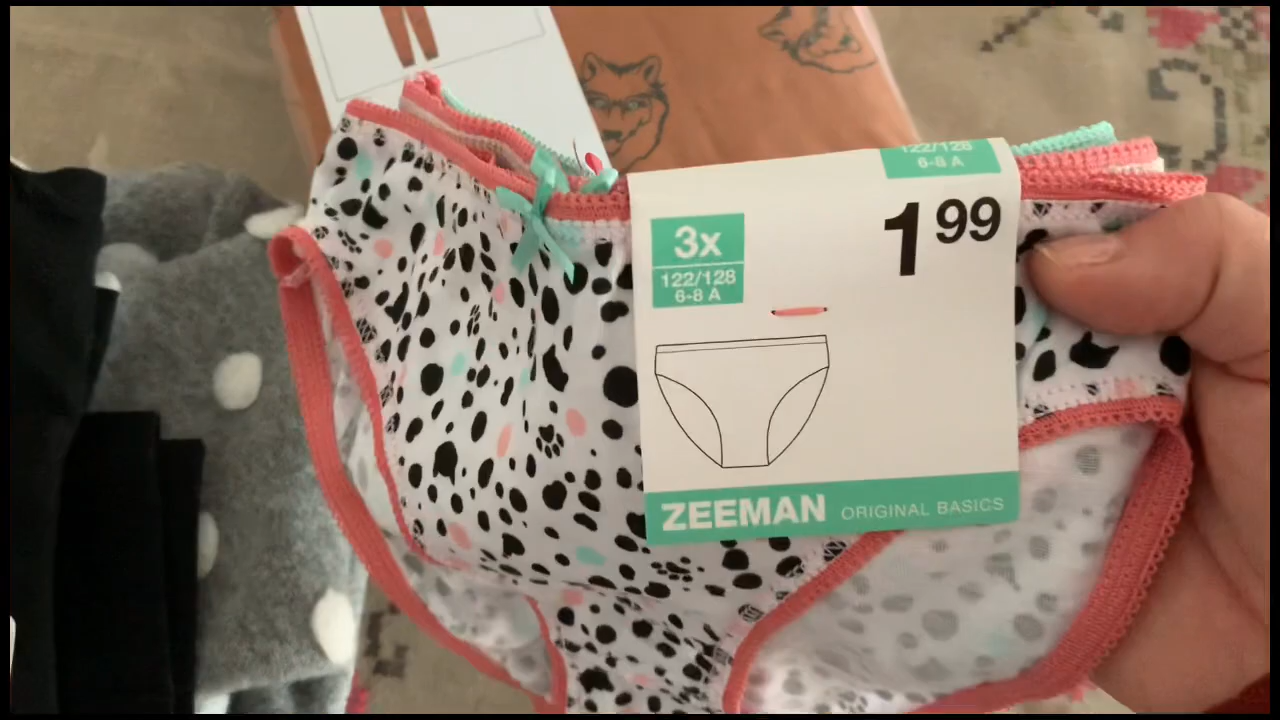 122/128
6-8 A
1 99
3x
122/128
6-8 A
ZEEMAN ORIGINAL BASICS